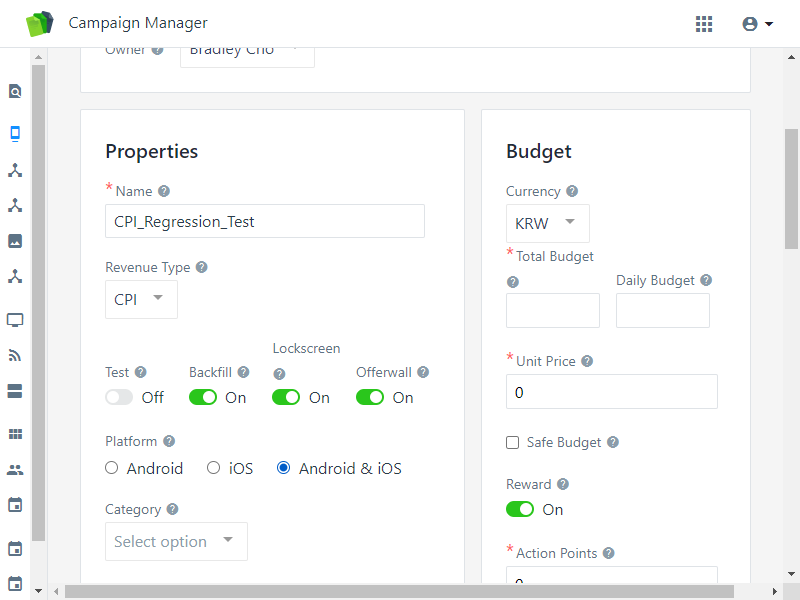 Campaign Manager
Owner
Bradley Cho
Properties
* Name
CPI_Regression_Test
Revenue Type
CPI
Lockscreen
Test
Backfill
Offerwall
Off
On
On
On
Platform
Android
iOS
Android & iOS
Category
Select option
Budget
Currency
KRW
* Total Budget
Daily Budget
* Unit Price
0
Safe Budget
Reward
On
* Action Points
0